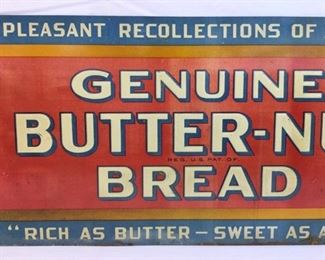 PLEASANT RECOLLECTIONS OF
GENUINE
BUTTER-NU
REG. U.S. PAT. OF.
BREAD
"RICH AS BUTTER — SWEET AS A